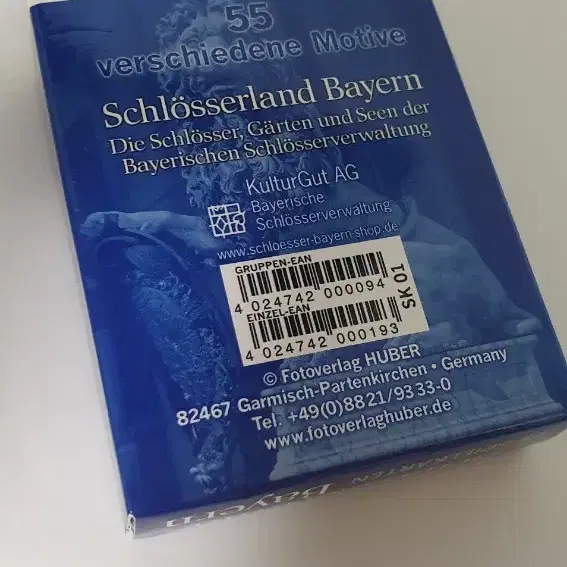 55
verschiedene Motive
Schlösserland Bayern
Die Schlösser, Gärten und Seen der
Bayerischen Schlösserverwaltung
KulturGut AG
Bayerische
Schlösserverwaltung
www.schloesser-bayern-shop.de
GRUPPEN-EAN
4 024742 000094
EINZEL-EAN
4 024742 000193
SK 01
© Fotoverlag HUBER
82467 Garmisch-Partenkirchen • Germany
Tel. +49(0)8821/9333-0
www.fotoverlaghuber.de
Bayern